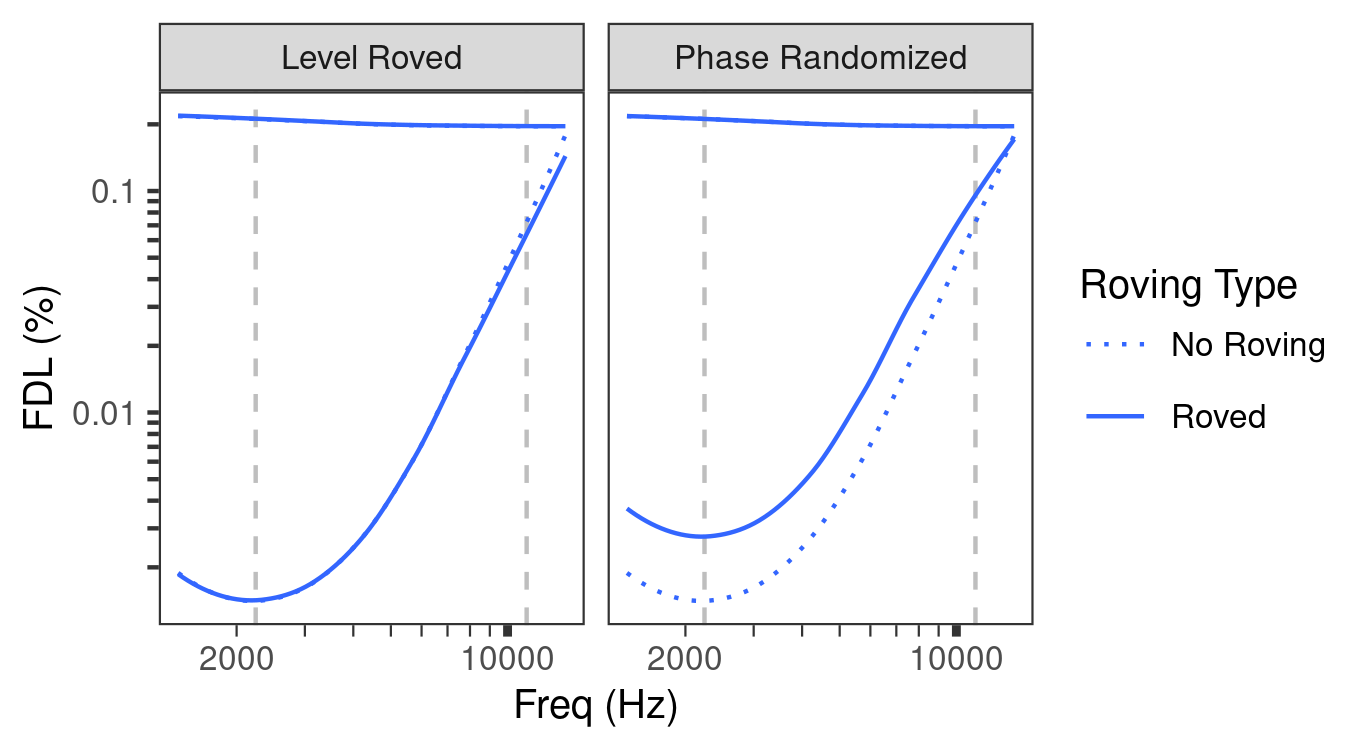 Level Roved
Phase Randomized
0.1
0.01
FDL (%)
2000
10000
2000
10000
Freq (Hz)
Roving Type
No Roving
Roved